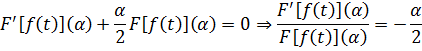 F′[f(t)](α) + α/2 F[f(t)](α) = 0 ⇒ F′[f(t)](α)/F[f(t)](α) = −α/2